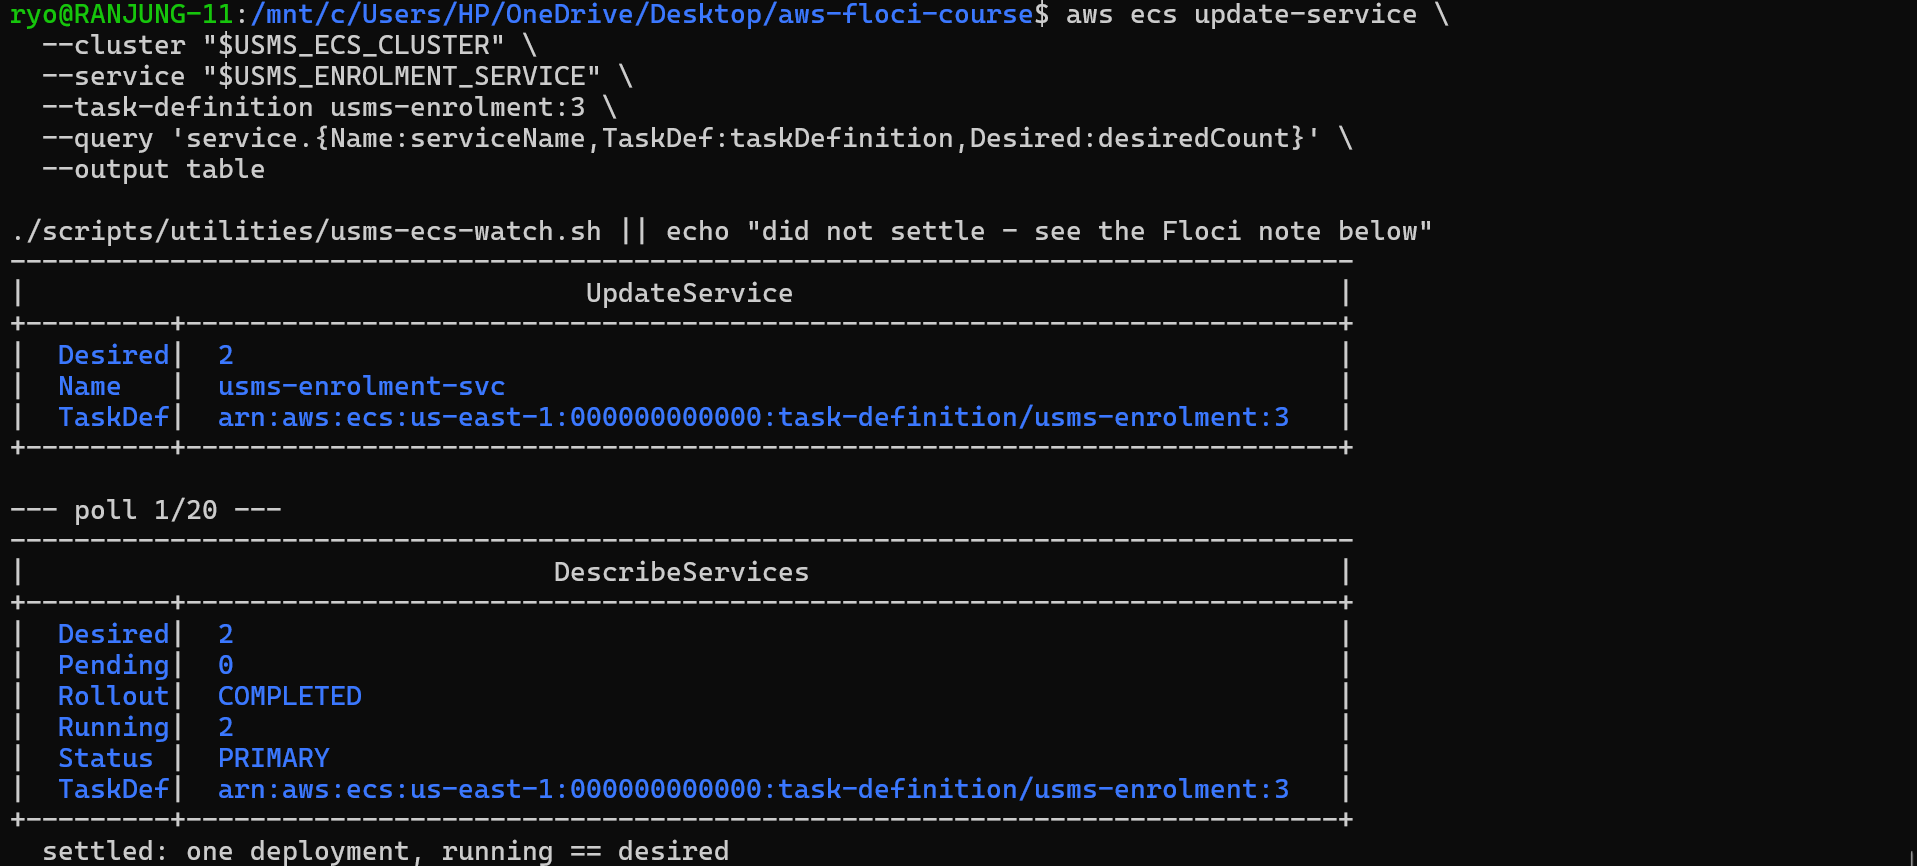 ryo@RANJUNG-11:/mnt/c/Users/HP/OneDrive/Desktop/aws-floci-course$ aws ecs update-service \
  --cluster "$USMS_ECS_CLUSTER" \
  --service "$USMS_ENROLMENT_SERVICE" \
  --task-definition usms-enrolment:3 \
  --query 'service.{Name:serviceName,TaskDef:taskDefinition,Desired:desiredCount}' \
  --output table

./scripts/utilities/usms-ecs-watch.sh || echo "did not settle - see the Floci note below"
------------------------------------------------------------------------------------
|                                   UpdateService                                  |
+---------+------------------------------------------------------------------------+
|  Desired|  2                                                                     |
|  Name   |  usms-enrolment-svc                                                    |
|  TaskDef|  arn:aws:ecs:us-east-1:000000000000:task-definition/usms-enrolment:3   |
+---------+------------------------------------------------------------------------+

--- poll 1/20 ---
------------------------------------------------------------------------------------
|                                 DescribeServices                                 |
+---------+------------------------------------------------------------------------+
|  Desired|  2                                                                     |
|  Pending|  0                                                                     |
|  Rollout|  COMPLETED                                                             |
|  Running|  2                                                                     |
|  Status |  PRIMARY                                                               |
|  TaskDef|  arn:aws:ecs:us-east-1:000000000000:task-definition/usms-enrolment:3   |
+---------+------------------------------------------------------------------------+
  settled: one deployment, running == desired